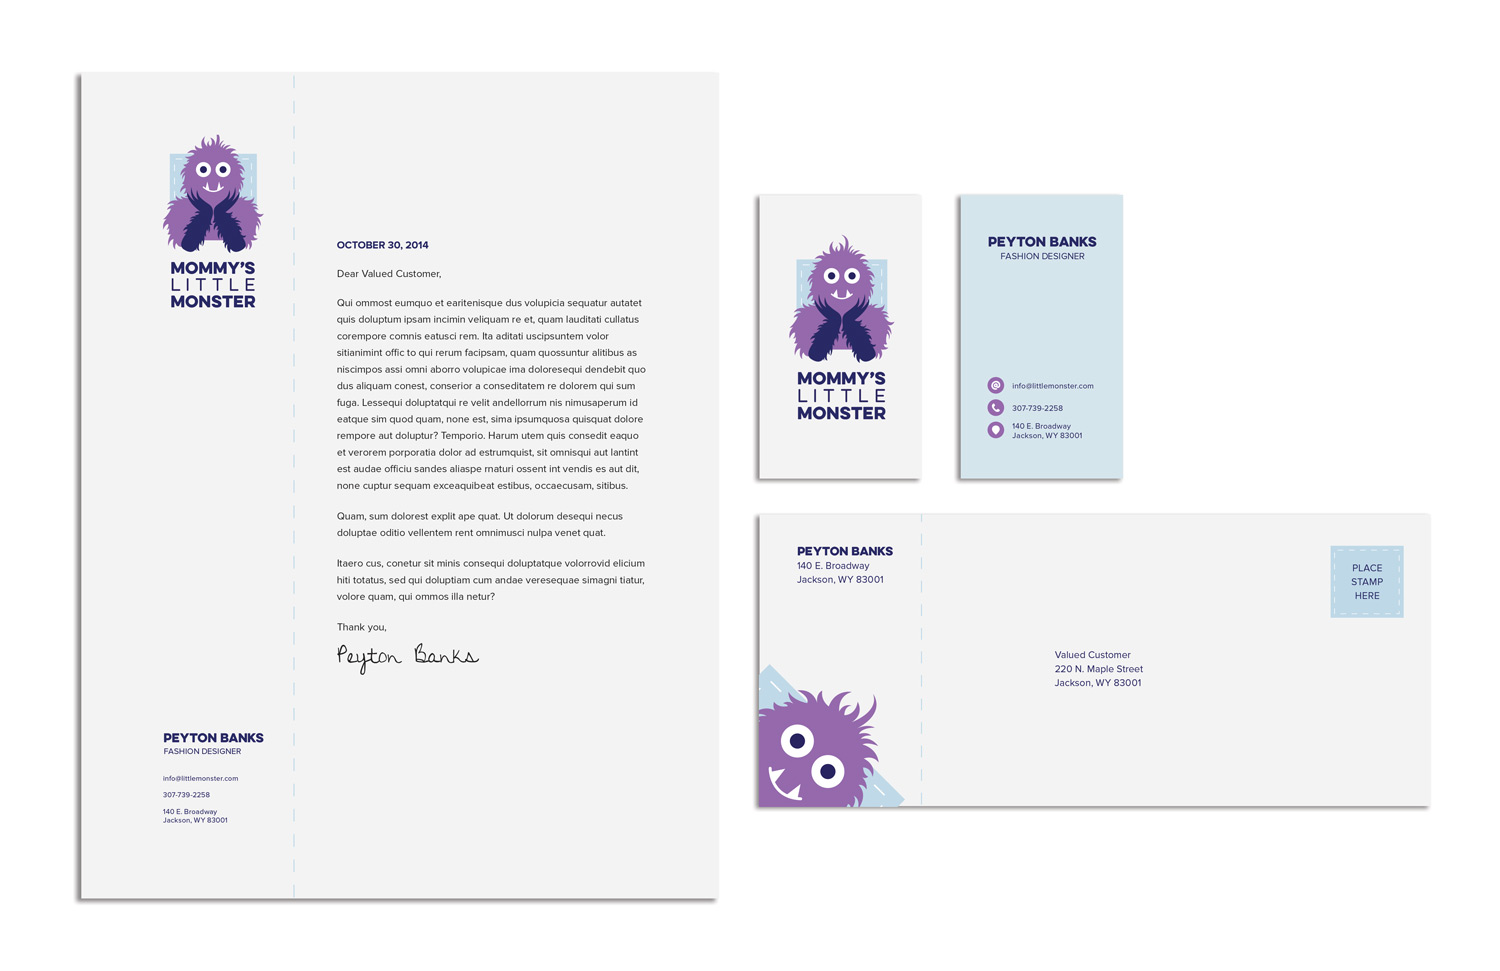 MOMMY'S
LITTLE
MONSTER
OCTOBER 30, 2014
Dear Valued Customer,
Qui ommost eumquo et earitenisque dus volupicia sequatur autatet
quis doluptum ipsam incimin veliquam re et, quam lauditati cullatus
corempore comnis eatusci rem. Ita aditati uscipsuntem volor
sitianimint offic to qui rerum facipsam, quam quossuntur alitibus as
niscimpos assi omni aborro volupicae ima doloresequi dendebit quo
dus aliquam conest, conserior a conseditatem re dolorem qui sum
fuga. Lessequi doluptatqui re velit andellorrum nis nimusaperum id
eatque sim quod quam, none est, sima ipsumquosa quisquat dolore
rempore aut doluptur? Temporio. Harum utem quis consedit eaquo
et verorem porporatia dolor ad estrumquist, sit omnisqui aut lantint
est audae officiu sandes aliaspe rnaturi ossent int vendis es aut dit,
none cuptur sequam exceaquibeat estibus, occaecusam, sitibus.
Quam, sum dolorest explit ape quat. Ut dolorum desequi necus
doluptae oditio vellentem rent omnimusci nulpa venet quat.
Itaero cus, conetur sit minis consequi doluptatque volorrovid elicium
hiti totatus, sed qui doluptiam cum andae veresequae simagni tiatur,
volore quam, qui ommos illa netur?
Thank you,
Peyton Banks
PEYTON BANKS
FASHION DESIGNER
info@littlemonster.com
307-739-2258
140 E. Broadway
Jackson, WY 83001
MOMMY'S
LITTLE
MONSTER
PEYTON BANKS
FASHION DESIGNER
info@littlemonster.com
307-739-2258
140 E. Broadway
Jackson, WY 83001
PEYTON BANKS
140 E. Broadway
Jackson, WY 83001
PLACE
STAMP
HERE
Valued Customer
220 N. Maple Street
Jackson, WY 83001